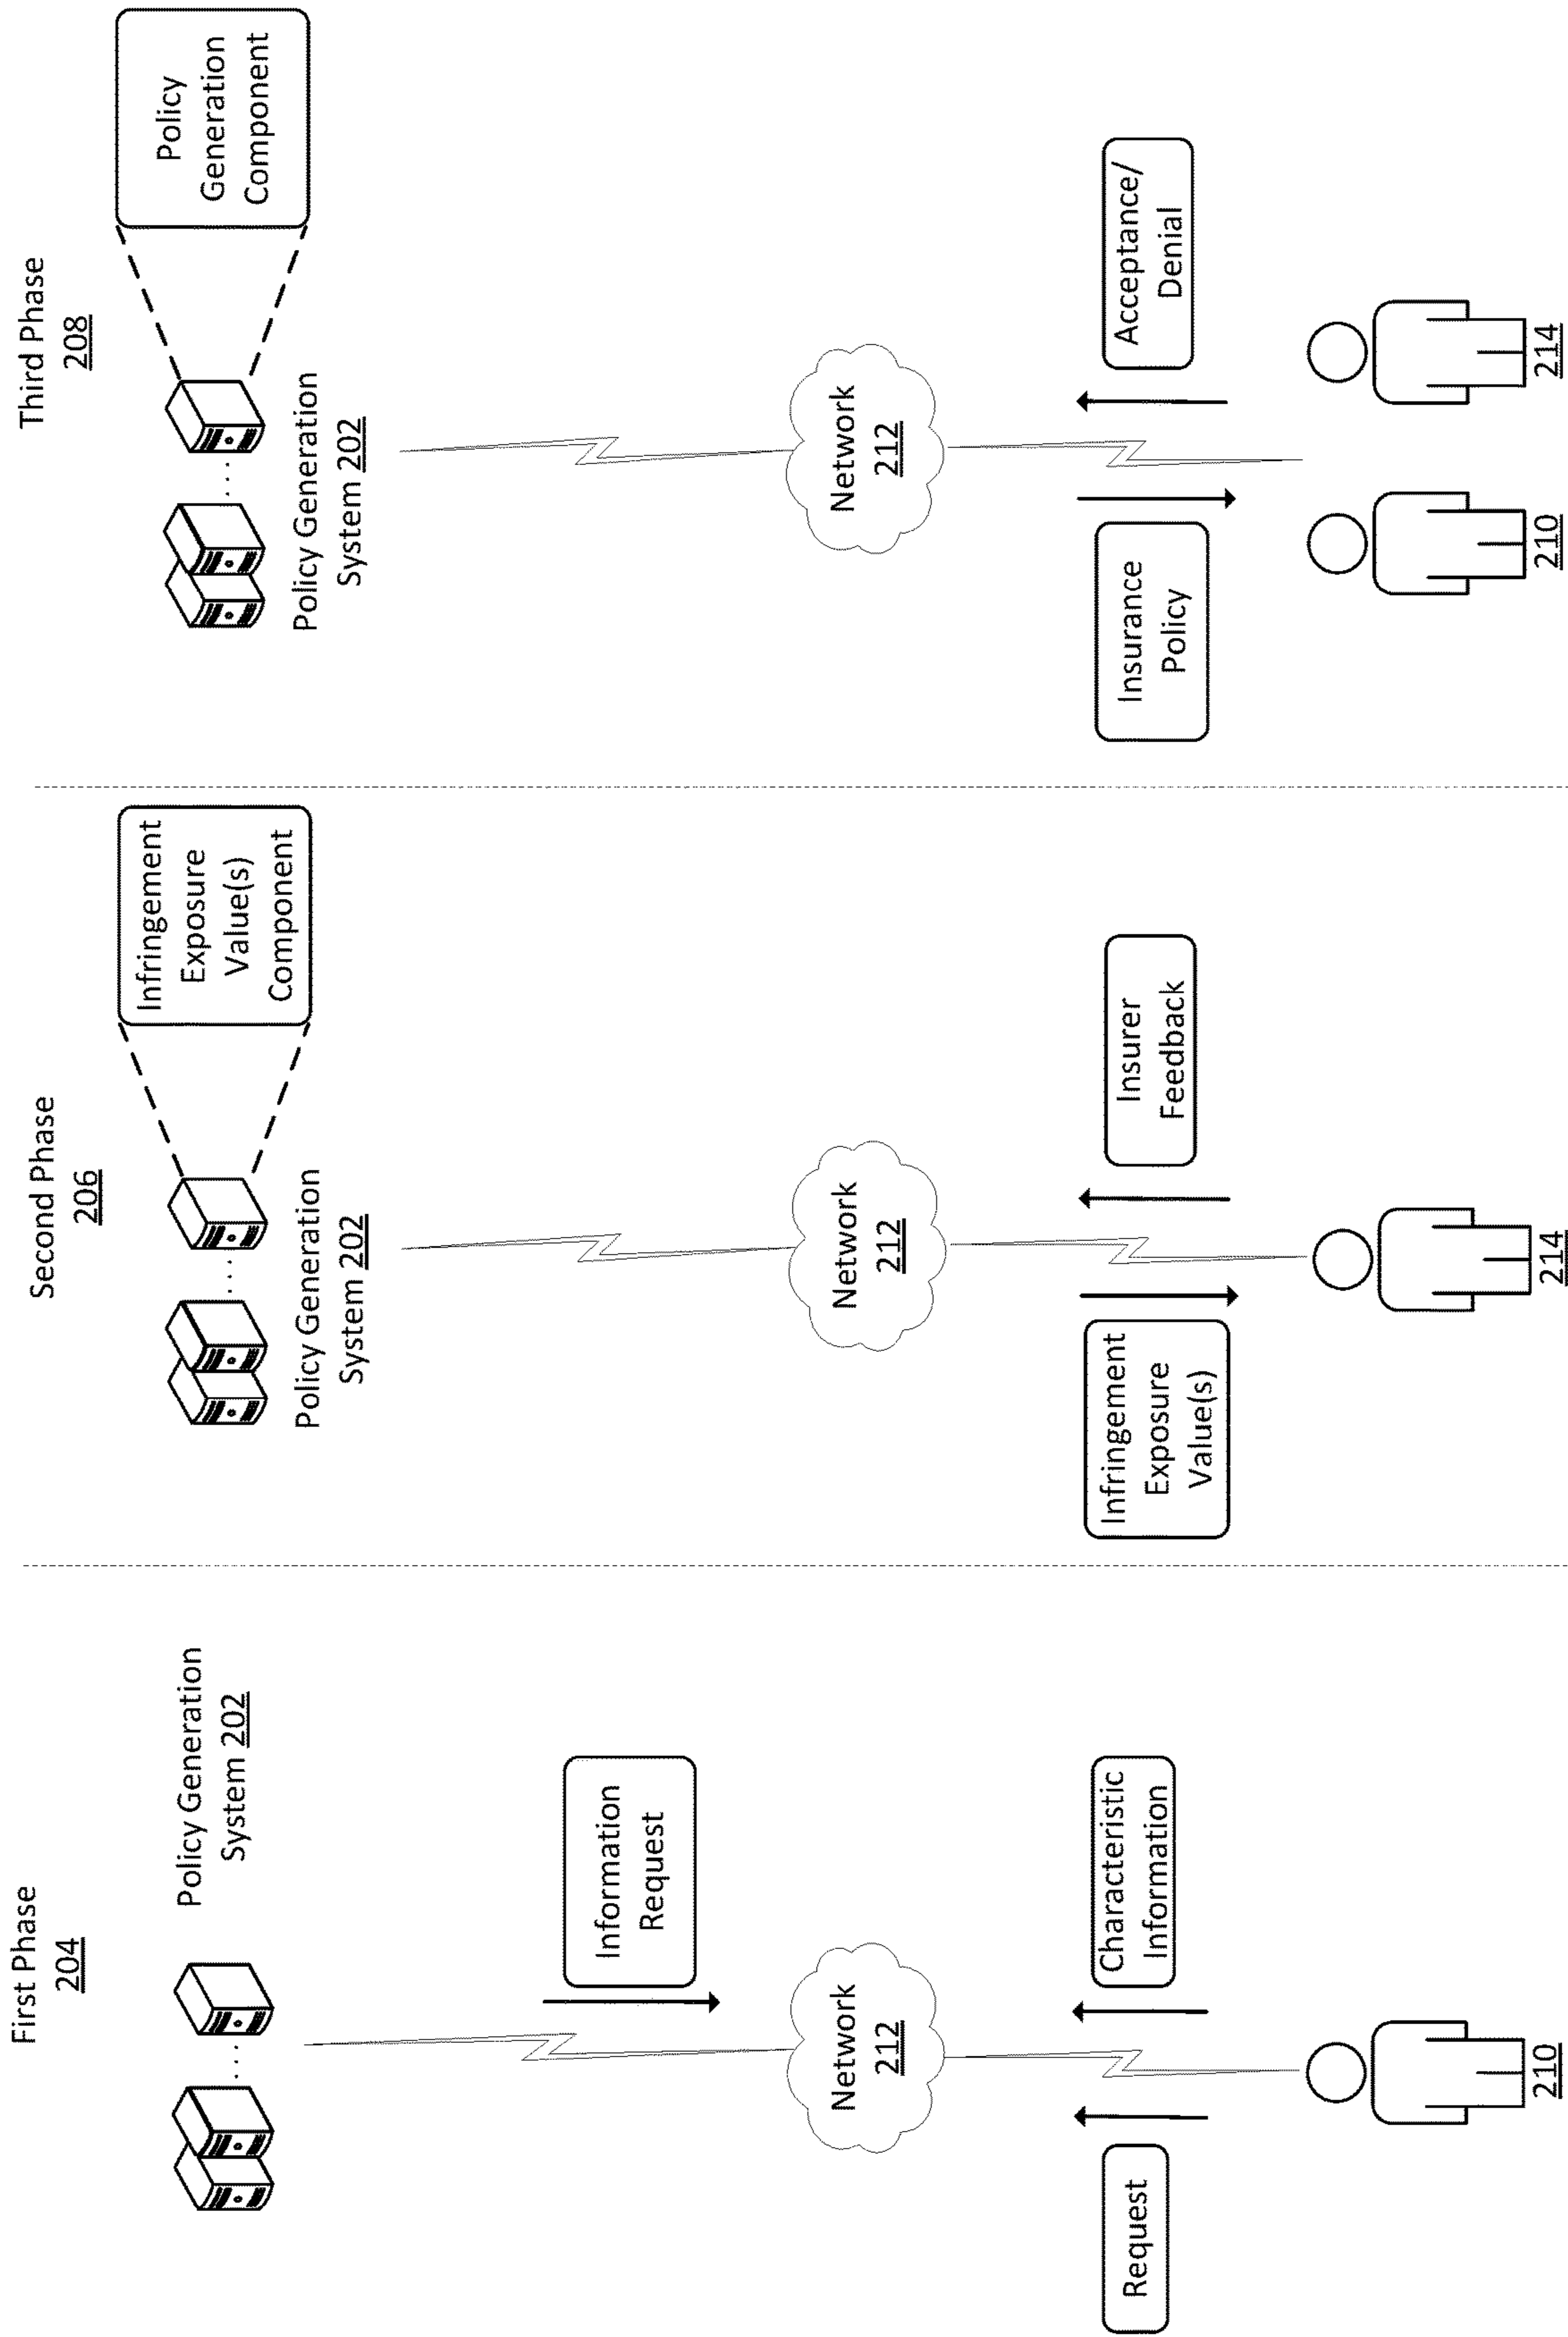 First Phase
204
Policy Generation
System 202
Information
Request
Network
212
Request
Characteristic
Information
210
Second Phase
206
Infringement
Exposure
Value(s)
Component
Policy Generation
System 202
Network
212
Infringement
Exposure
Value(s)
Insurer
Feedback
214
Third Phase
208
Policy
Generation
Component
Policy Generation
System 202
Network
212
Insurance
Policy
Acceptance/
Denial
210
214